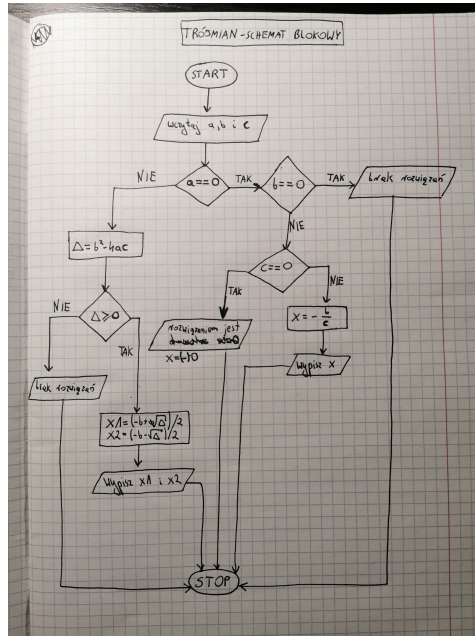 TRÓJMIAN-SCHEMAT BLOKOWY
START
wczytaj a, b i c
a==0
NIE
TAK
b==0
TAK
brak rozwiązań
NIE
Δ=b²-4ac
c==0
TAK
NIE
Δ≥0
NIE
TAK
rozwiązaniem jest
x=0
x=-b/c
Wypisz x
brak rozwiązań
x1=(-b+√Δ)/2
x2=(-b-√Δ)/2
Wypisz x1 i x2
STOP